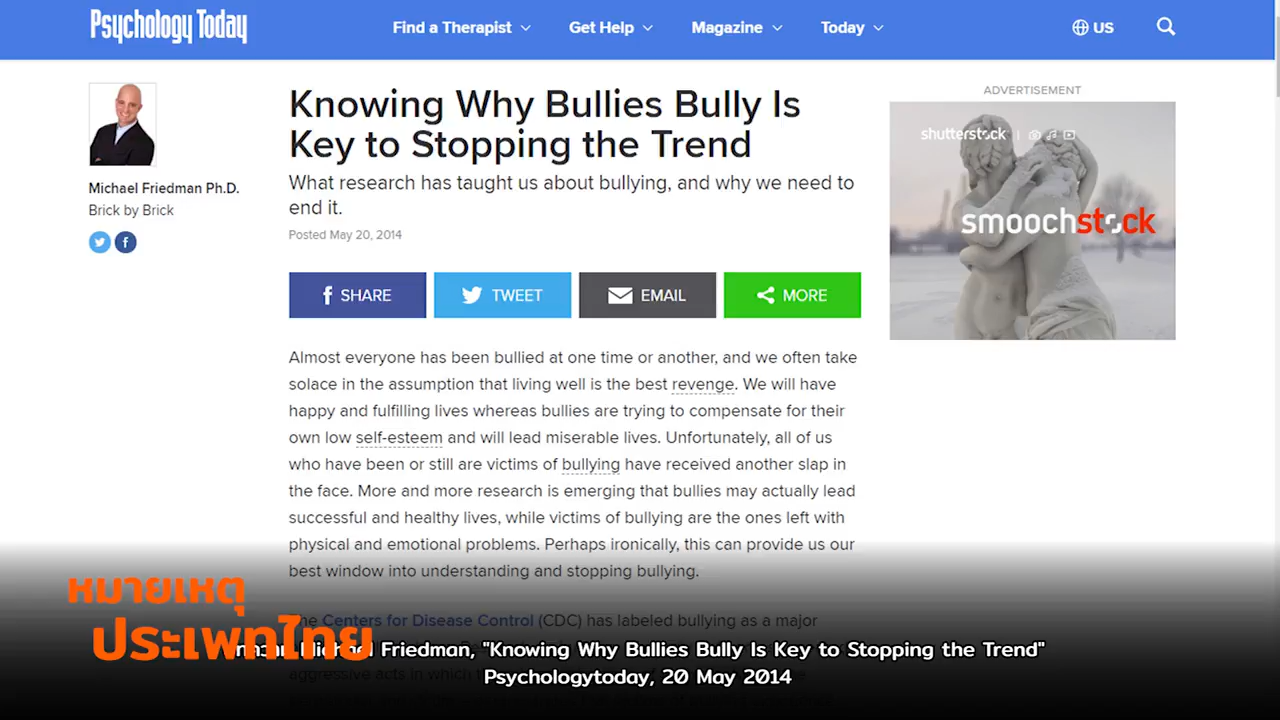 Psychology Today
Find a Therapist
Get Help
Magazine
Today
US
Michael Friedman Ph.D.
Brick by Brick
Knowing Why Bullies Bully Is
Key to Stopping the Trend
What research has taught us about bullying, and why we need to
end it.
Posted May 20, 2014
SHARE
TWEET
EMAIL
MORE
Almost everyone has been bullied at one time or another, and we often take
solace in the assumption that living well is the best revenge. We will have
happy and fulfilling lives whereas bullies are trying to compensate for their
own low self-esteem and will lead miserable lives. Unfortunately, all of us
who have been or still are victims of bullying have received another slap in
the face. More and more research is emerging that bullies may actually lead
successful and healthy lives, while victims of bullying are the ones left with
physical and emotional problems. Perhaps ironically, this can provide us our
best window into understanding and stopping bullying.
The Centers for Disease Control (CDC) has labeled bullying as a major
aggressive acts in which
ADVERTISEMENT
shutterstock
smoochstock
หมายเหตุ
ประเพทไทย
Michael Friedman, "Knowing Why Bullies Bully Is Key to Stopping the Trend"
Psychologytoday, 20 May 2014